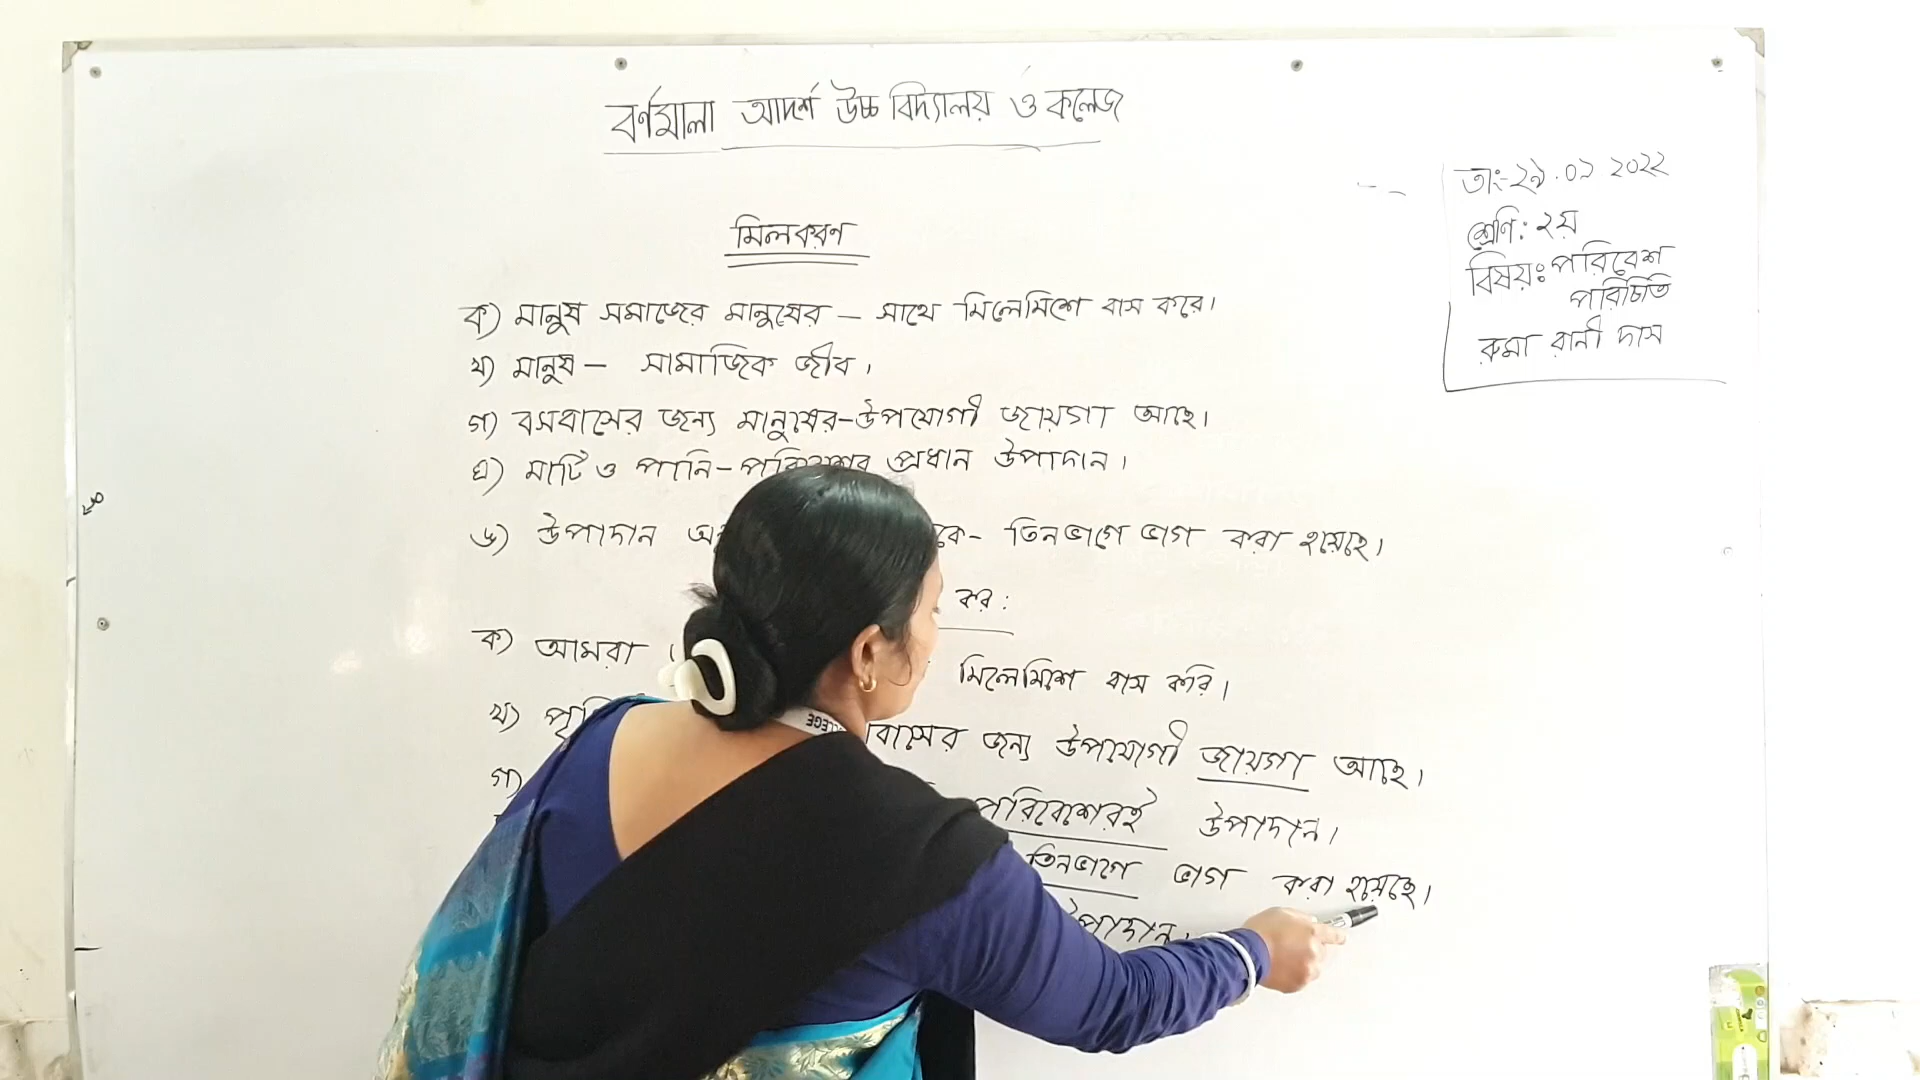 বর্ণমালা আদর্শ উচ্চ বিদ্যালয় ও কলেজ
তাং-২৯.০১ ২০২২
শ্রেণি: ২য়
বিষয়ঃ পরিবেশ
পরিচিতি
রুমা রানী দাস
মিলকরণ
ক) মানুষ সমাজের মানুষের – সাথে মিলেমিশে বাস করে।
খ) মানুষ – সামাজিক জীব।
গ) বসবাসের জন্য মানুষের-উপযোগী জায়গা আছে।
ঘ) মাটি ও পানি-পরিবেশের প্রধান উপাদান।
ঙ) উপাদান কে- তিনভাগে ভাগ করা হয়েছে।
কর:
ক) আমরা মিলেমিশে বাস করি।
খ) বাসের জন্য উপযোগী জায়গা আছে।
গ) পরিবেশেরই উপাদান।
তিনভাগে ভাগ করা হয়েছে।
উপাদান।
COLLEGE